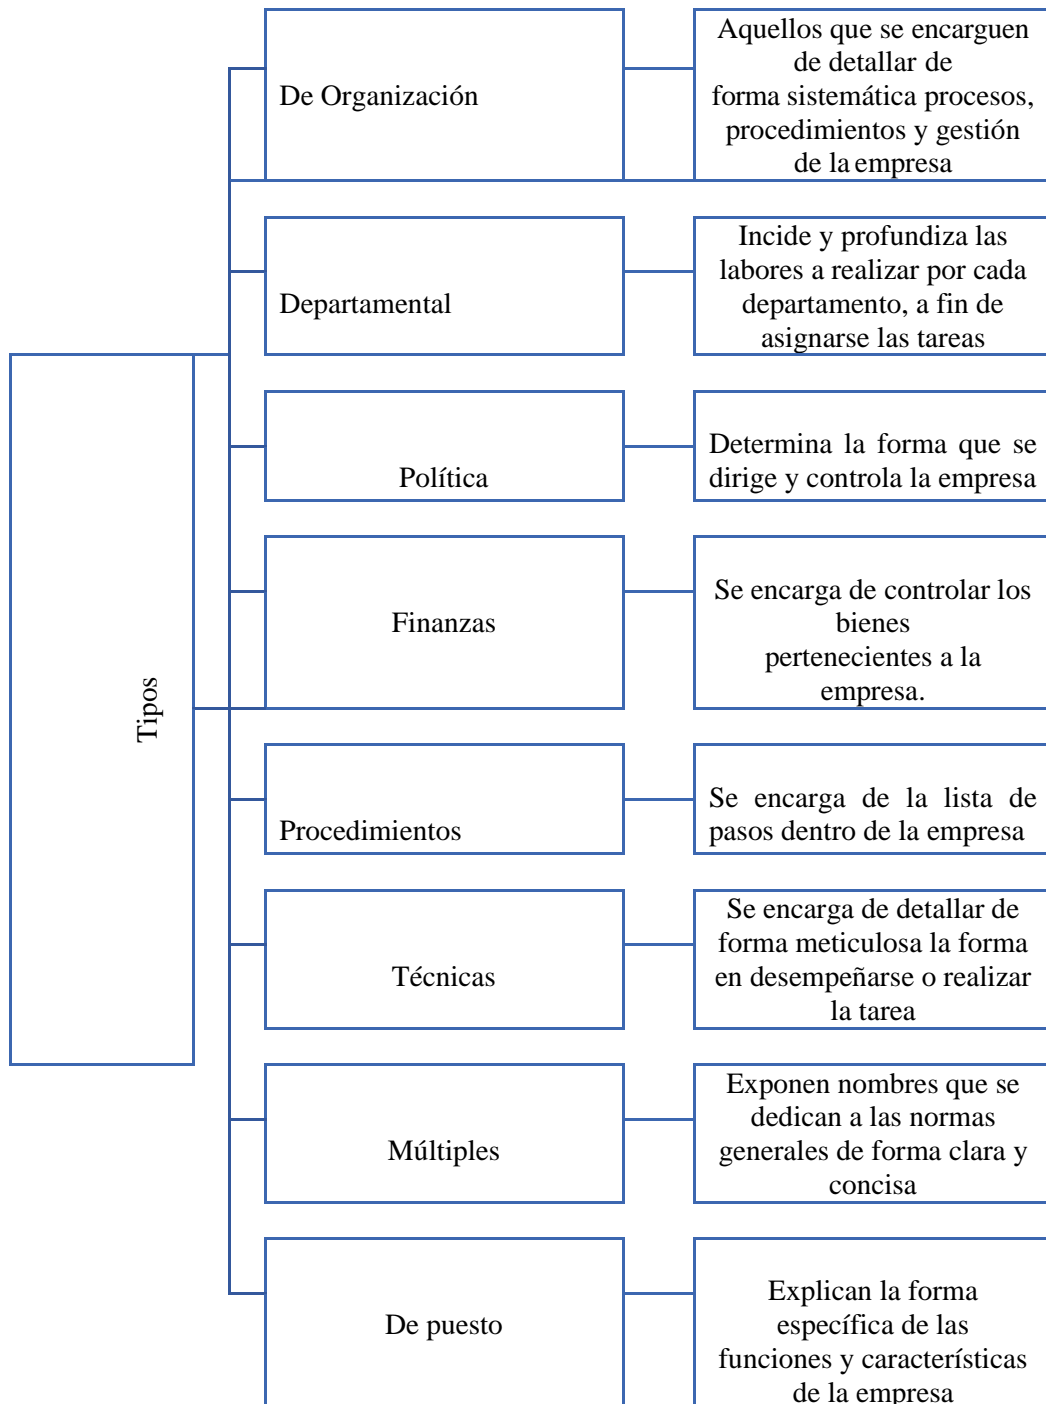 Tipos
De Organización
Aquellos que se encarguen
de detallar de
forma sistemática procesos,
procedimientos y gestión
de la empresa
Departamental
Incide y profundiza las
labores a realizar por cada
departamento, a fin de
asignarse las tareas
Política
Determina la forma que se
dirige y controla la empresa
Finanzas
Se encarga de controlar los
bienes
pertenecientes a la
empresa.
Procedimientos
Se encarga de la lista de
pasos dentro de la empresa
Técnicas
Se encarga de detallar de
forma meticulosa la forma
en desempeñarse o realizar
la tarea
Múltiples
Exponen nombres que se
dedican a las normas
generales de forma clara y
concisa
De puesto
Explican la forma
específica de las
funciones y características
de la empresa